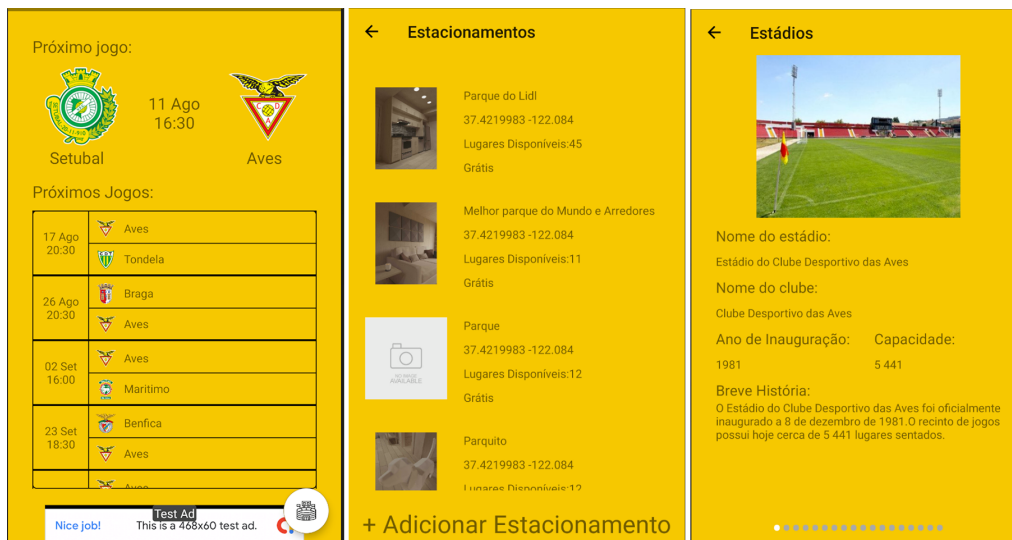 Próximo jogo:
11 Ago
16:30
Setubal
Aves
Próximos Jogos:
17 Ago
20:30
Aves
Tondela
26 Ago
20:30
Braga
Aves
02 Set
16:00
Aves
Maritimo
23 Set
18:30
Benfica
Aves
Aves
Test Ad
Nice job!
This is a 468x60 test ad.
Estacionamentos
Parque do Lidl
37.4219983 -122.084
Lugares Disponíveis:45
Grátis
Melhor parque do Mundo e Arredores
37.4219983 -122.084
Lugares Disponíveis:11
Grátis
NO IMAGE
AVAILABLE
Parque
37.4219983 -122.084
Lugares Disponíveis:12
Grátis
Parquito
37.4219983 -122.084
Lugares Disponíveis:12
+ Adicionar Estacionamento
Estádios
Nome do estádio:
Estádio do Clube Desportivo das Aves
Nome do clube:
Clube Desportivo das Aves
Ano de Inauguração:
Capacidade:
1981
5 441
Breve História:
O Estádio do Clube Desportivo das Aves foi oficialmente
inaugurado a 8 de dezembro de 1981.O recinto de jogos
possui hoje cerca de 5 441 lugares sentados.